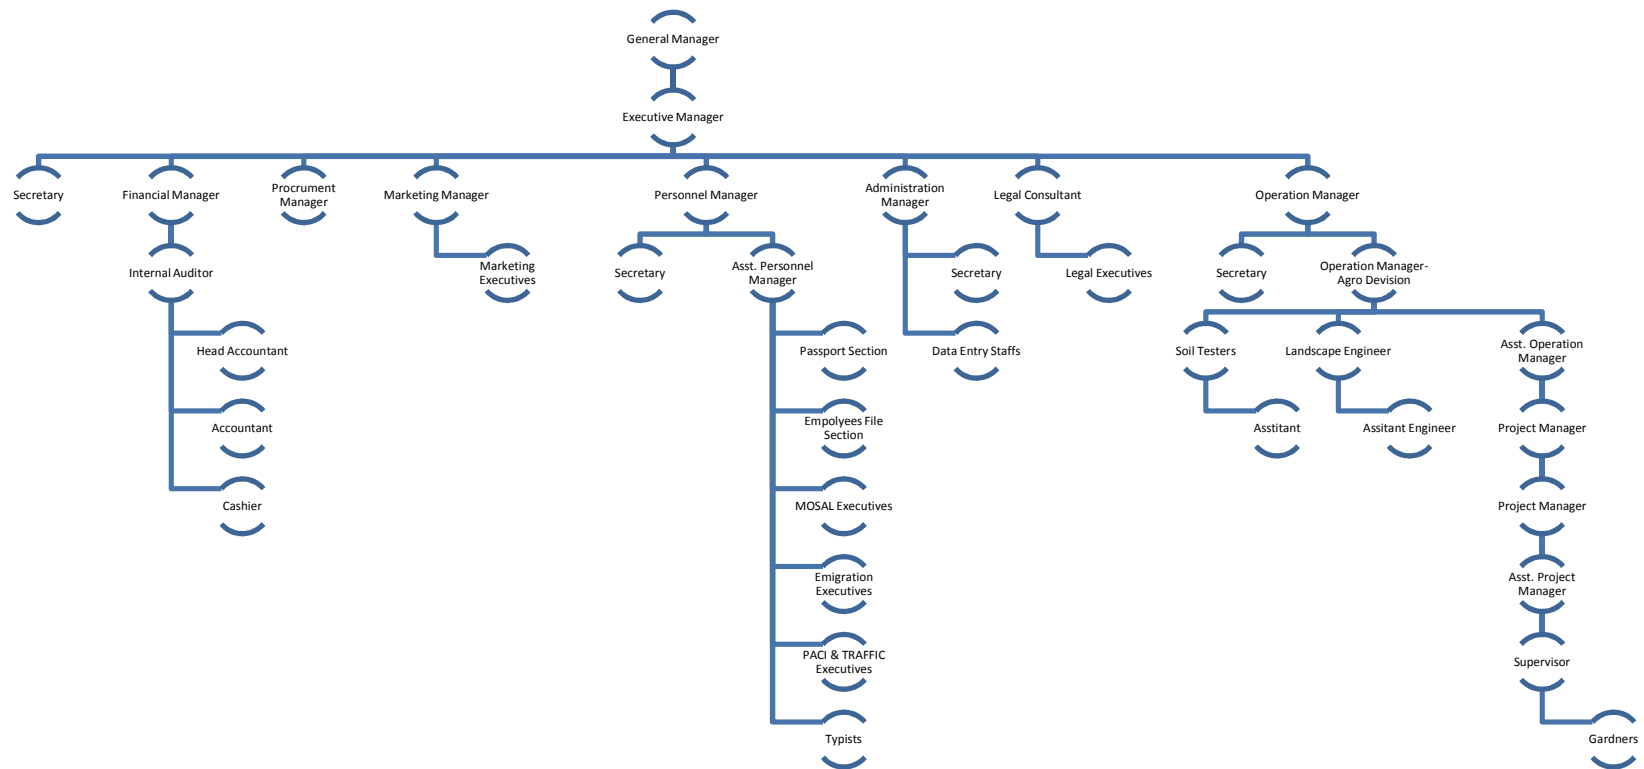 General Manager
Executive Manager
Secretary
Financial Manager
Procrument
Manager
Marketing Manager
Personnel Manager
Administration
Manager
Legal Consultant
Operation Manager
Internal Auditor
Marketing
Executives
Secretary
Asst. Personnel
Manager
Secretary
Legal Executives
Secretary
Operation Manager-
Agro Devision
Head Accountant
Passport Section
Data Entry Staffs
Soil Testers
Landscape Engineer
Asst. Operation
Manager
Accountant
Empolyees File
Section
Asstitant
Assitant Engineer
Project Manager
Cashier
MOSAL Executives
Project Manager
Emigration
Executives
Asst. Project
Manager
PACI & TRAFFIC
Executives
Supervisor
Typists
Gardners